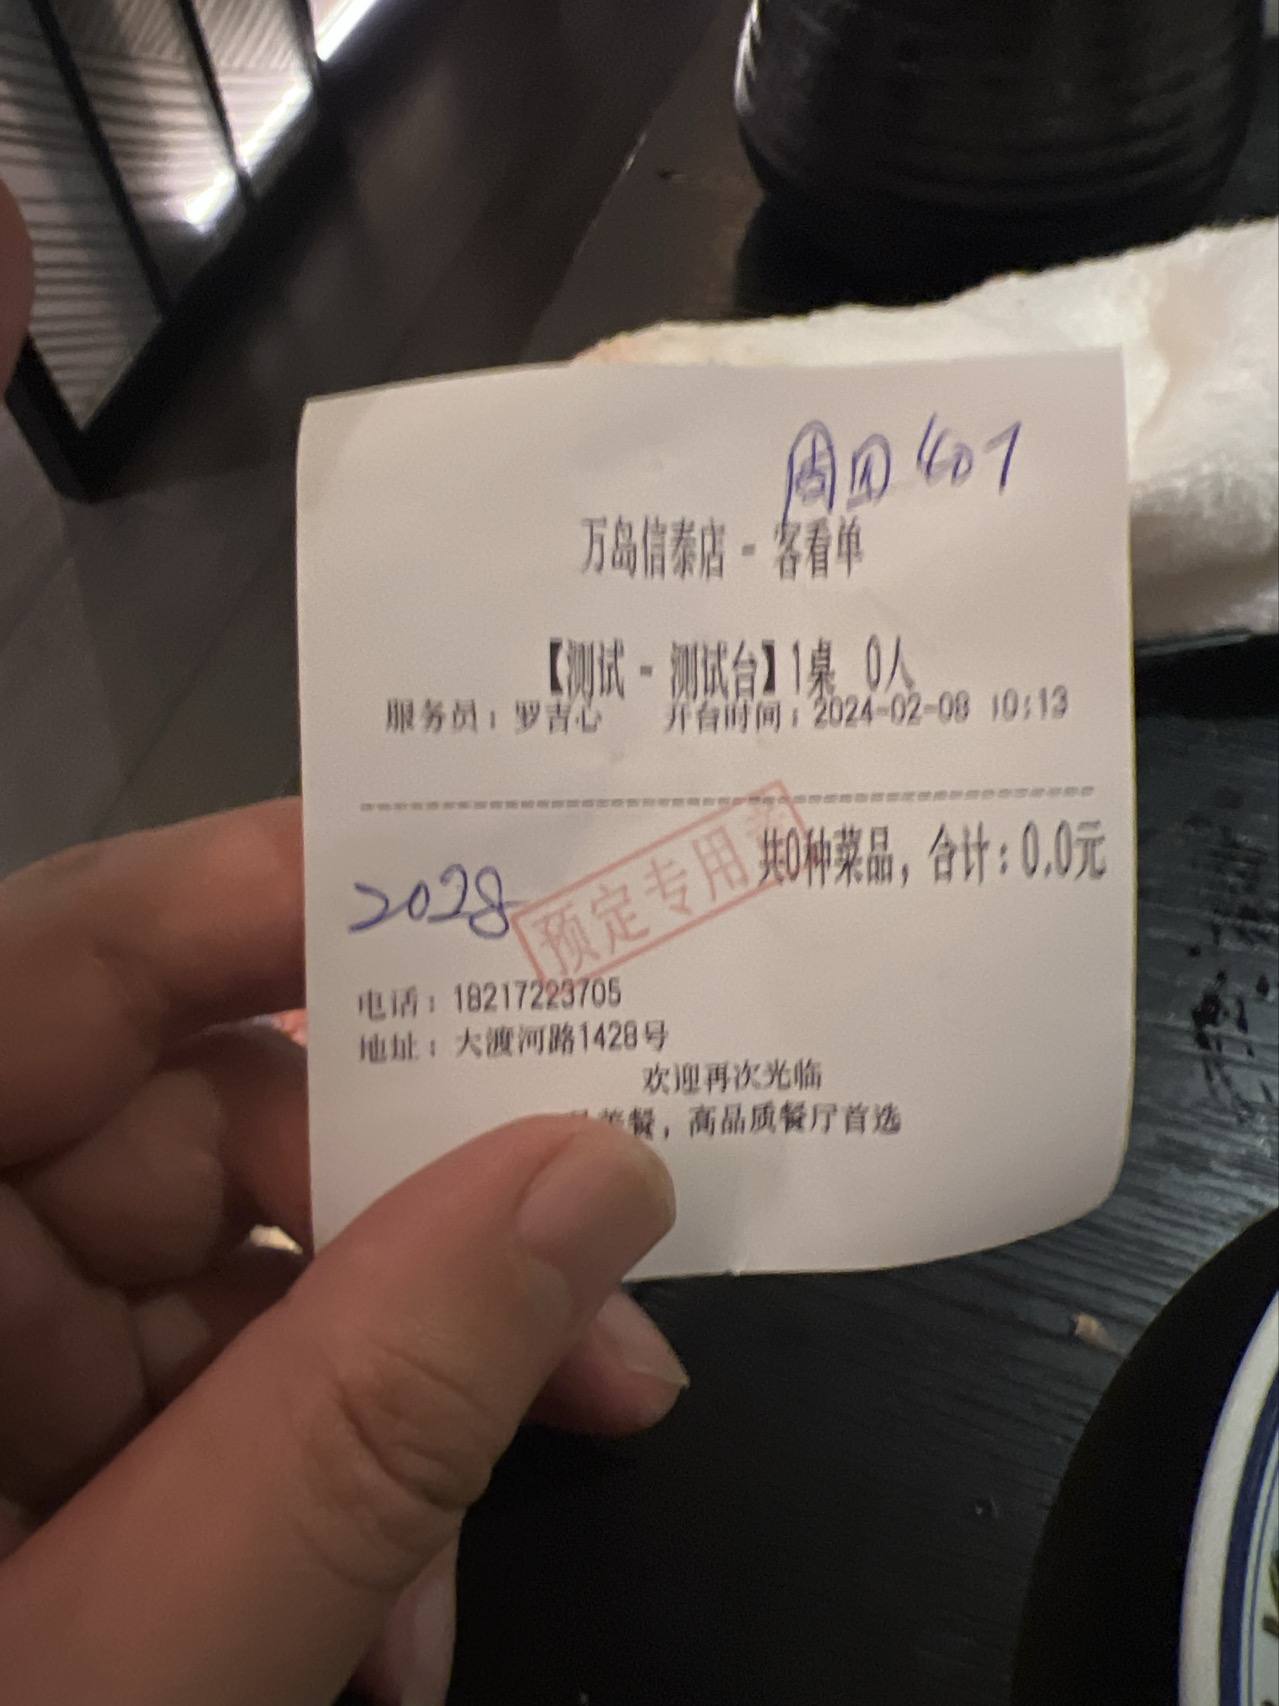 周四 601
万岛信泰店 - 客看单
【测试 - 测试台】1桌 0人
服务员：罗吉心 开台时间：2024-02-08 10:13
共0种菜品，合计：0.0元
2028
预定专用章
电话：18217223705
地址：大渡河路1428号
欢迎再次光临
餐，高品质餐厅首选